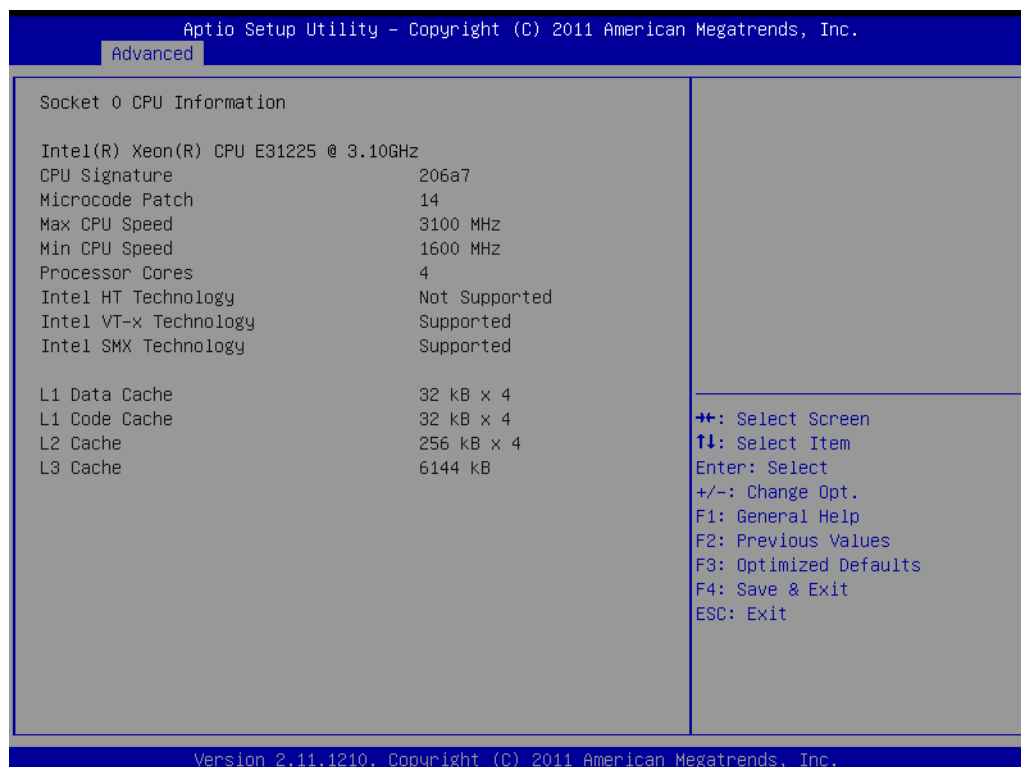 Aptio Setup Utility – Copyright (C) 2011 American Megatrends, Inc.
Advanced
Socket 0 CPU Information
Intel(R) Xeon(R) CPU E31225 @ 3.10GHz
CPU Signature 206a7
Microcode Patch 14
Max CPU Speed 3100 MHz
Min CPU Speed 1600 MHz
Processor Cores 4
Intel HT Technology Not Supported
Intel VT-x Technology Supported
Intel SMX Technology Supported
L1 Data Cache 32 kB x 4
L1 Code Cache 32 kB x 4
L2 Cache 256 kB x 4
L3 Cache 6144 kB
→←: Select Screen
↑↓: Select Item
Enter: Select
+/-: Change Opt.
F1: General Help
F2: Previous Values
F3: Optimized Defaults
F4: Save & Exit
ESC: Exit
Version 2.11.1210. Copyright (C) 2011 American Megatrends, Inc.